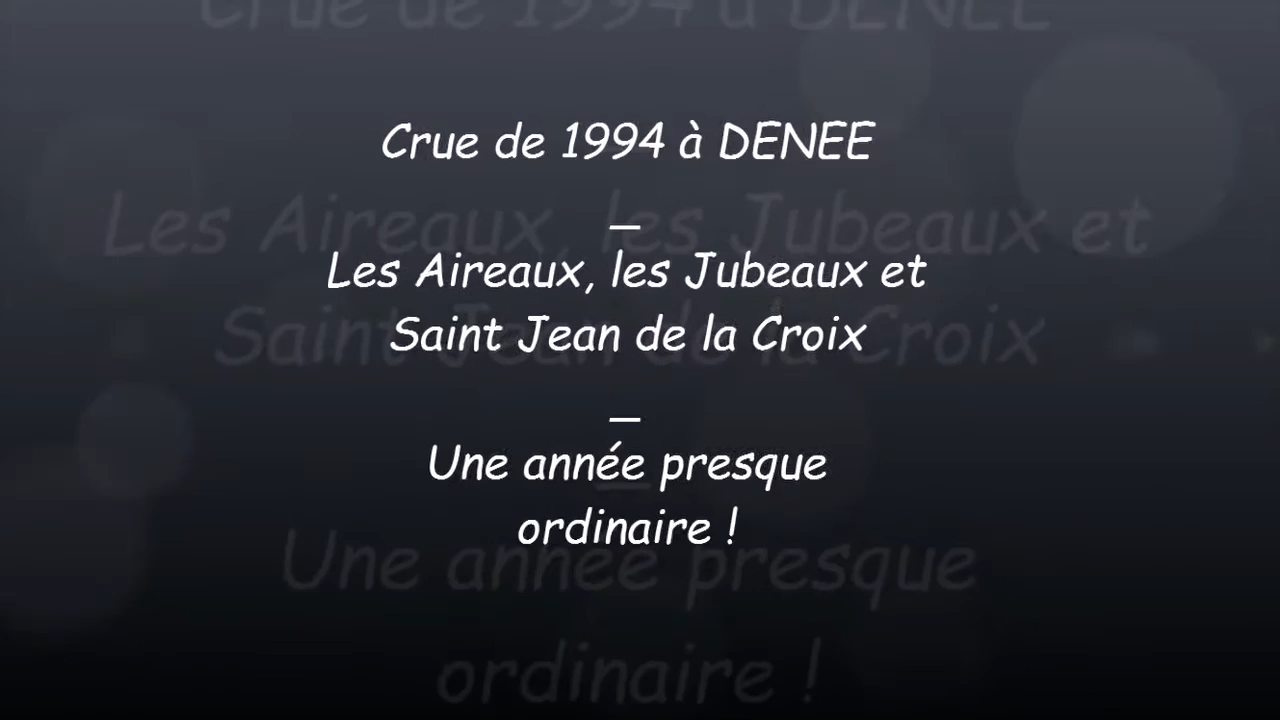 Crue de 1994 à DENEE
_
Les Aireaux, les Jubeaux et
Saint Jean de la Croix
_
Une année presque
ordinaire !